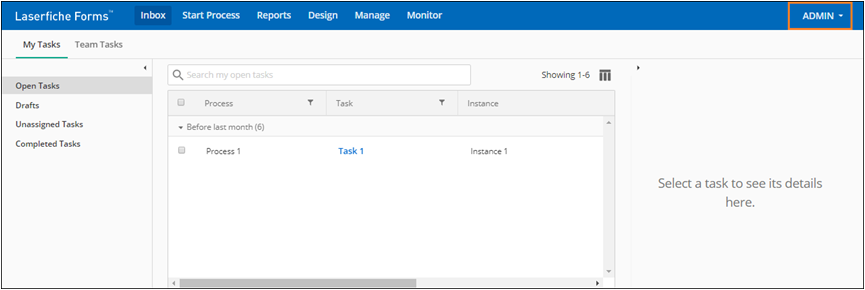 Laserfiche Forms™ Inbox Start Process Reports Design Manage Monitor ADMIN
My Tasks Team Tasks
Search my open tasks Showing 1-6
Open Tasks
Drafts
Unassigned Tasks
Completed Tasks
Process Task Instance
Before last month (6)
Process 1 Task 1 Instance 1
Select a task to see its details
here.